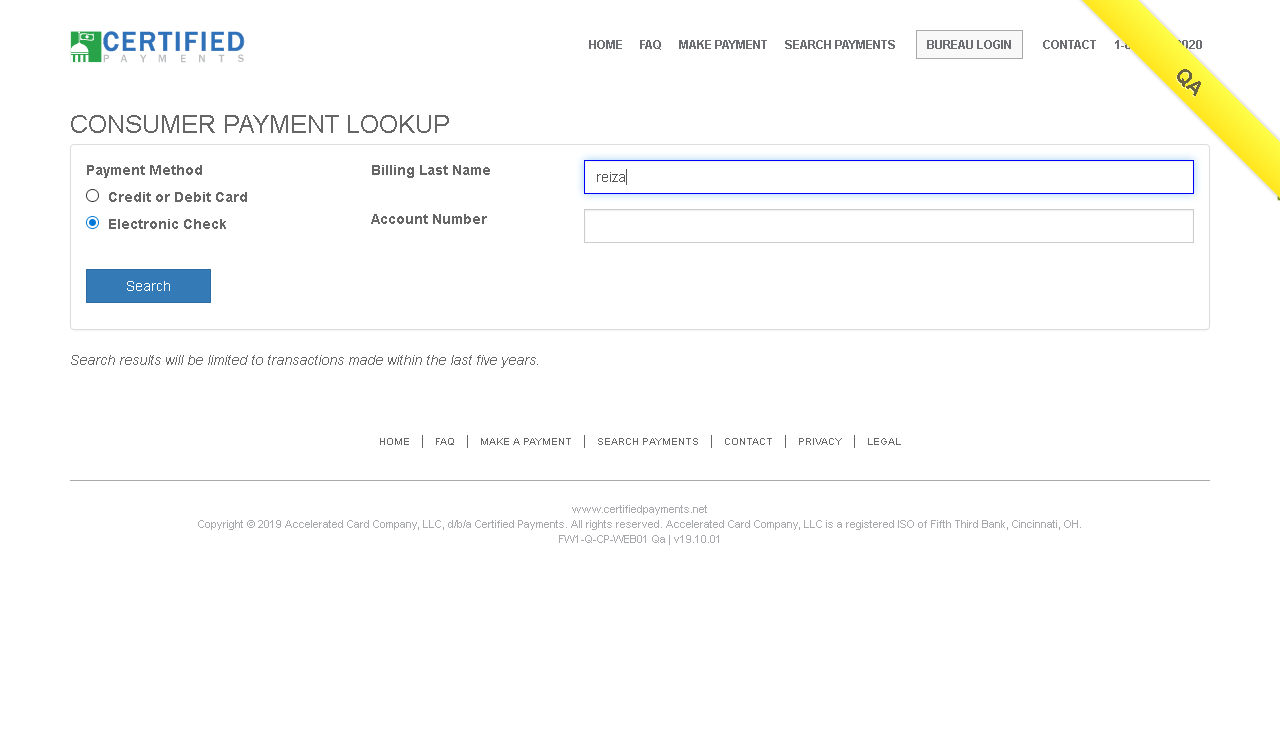 CERTIFIED
PAYMENTS
HOME FAQ MAKE PAYMENT SEARCH PAYMENTS BUREAU LOGIN CONTACT
QA
CONSUMER PAYMENT LOOKUP
Payment Method
Credit or Debit Card
Electronic Check
Billing Last Name
reiza
Account Number
Search
Search results will be limited to transactions made within the last five years.
HOME | FAQ | MAKE A PAYMENT | SEARCH PAYMENTS | CONTACT | PRIVACY | LEGAL
www.certifiedpayments.net
Copyright © 2019 Accelerated Card Company, LLC, d/b/a Certified Payments. All rights reserved. Accelerated Card Company, LLC is a registered ISO of Fifth Third Bank, Cincinnati, OH.
FW1-Q-CP-WEB01 Qa | v19.10.01